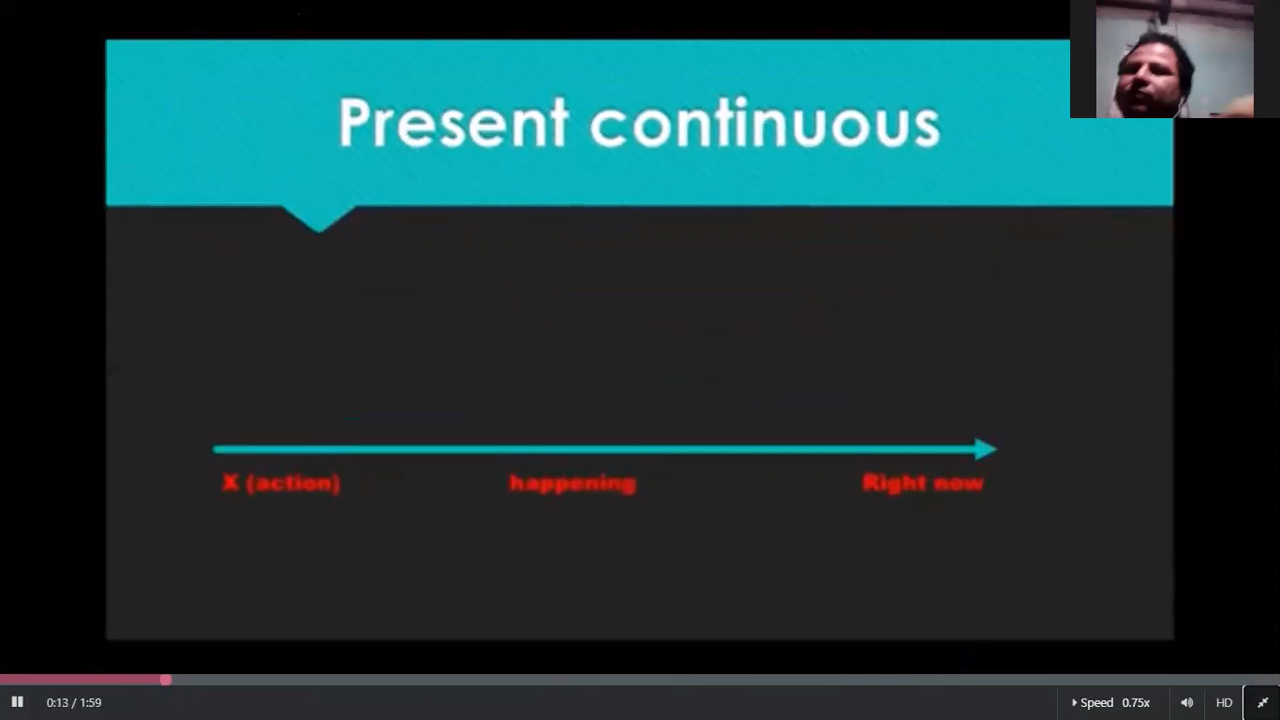 Present continuous
X (action) happening Right now
0:13 / 1:59 Speed 0.75x HD